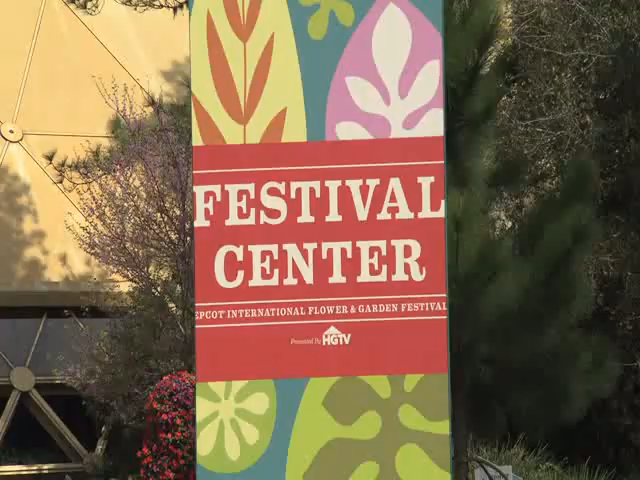 FESTIVAL
CENTER
EPCOT INTERNATIONAL FLOWER & GARDEN FESTIVAL
Presented By HGTV